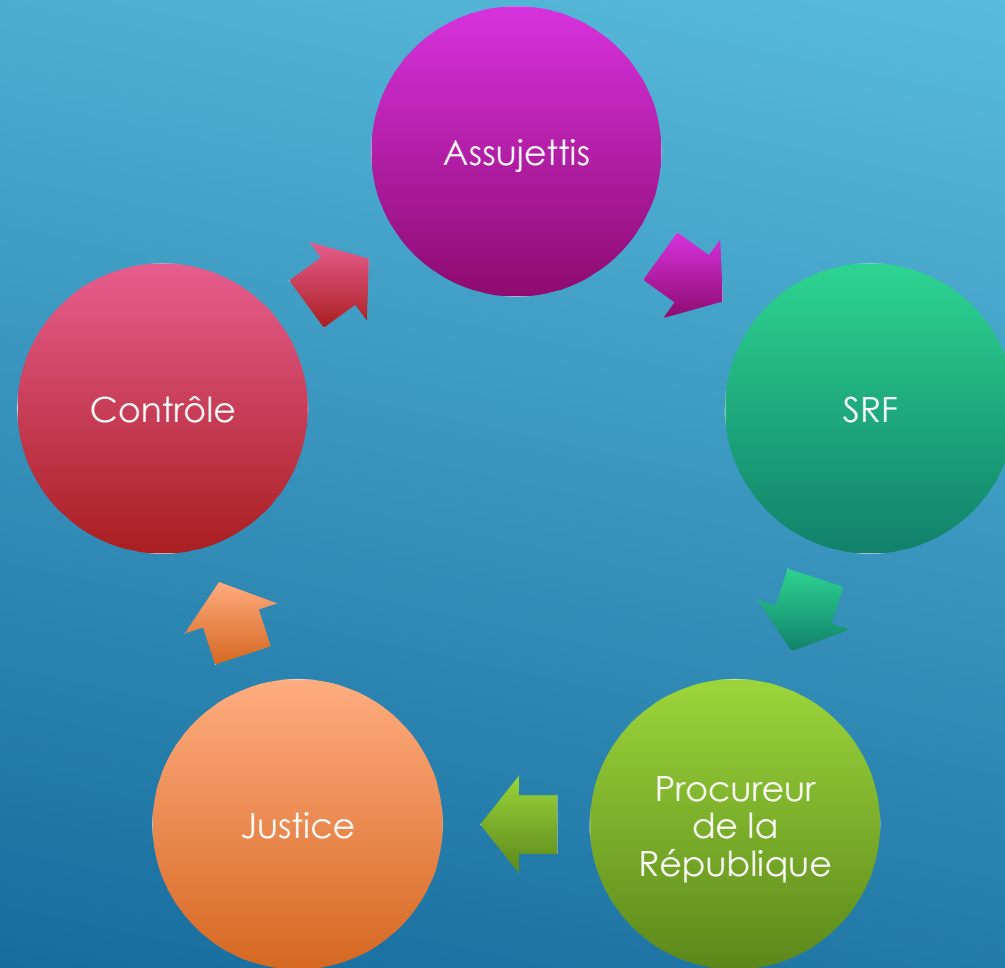 Assujettis
SRF
Procureur
de la
République
Justice
Contrôle